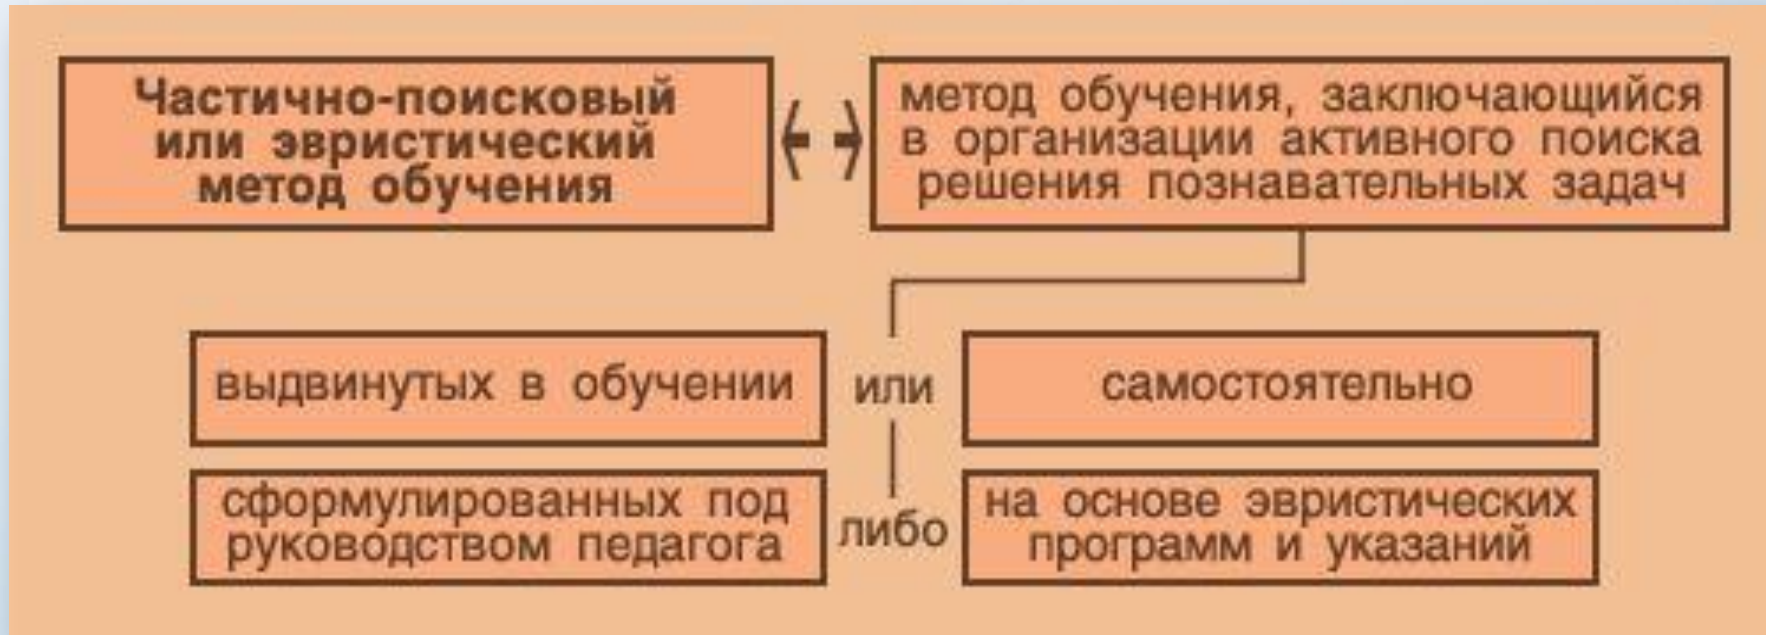 Частично-поисковый
или эвристический
метод обучения
метод обучения, заключающийся
в организации активного поиска
решения познавательных задач
выдвинутых в обучении
или
самостоятельно
сформулированных под
руководством педагога
либо
на основе эвристических
программ и указаний